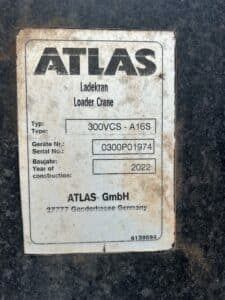 ATLAS
Ladekran
Loader Crane
Typ:
Type: 300VCS - A16S
Geräte Nr.:
Serial No.: 0300P01974
Baujahr:
Year of 2022
construction:
ATLAS GmbH
27777 Ganderkesee Germany
6139594